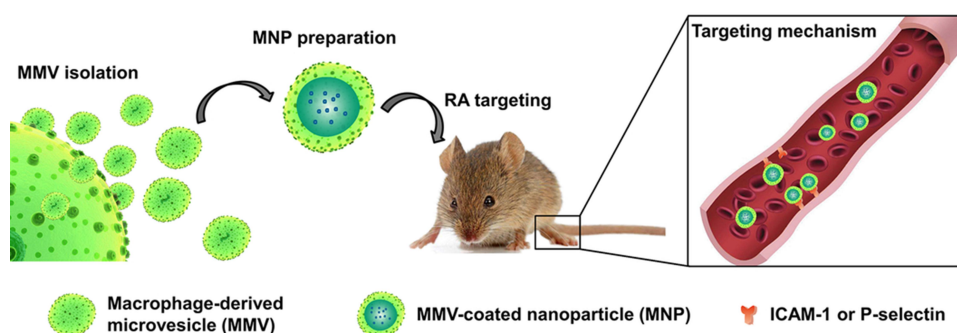 MMV isolation
MNP preparation
RA targeting
Targeting mechanism
Macrophage-derived
microvesicle (MMV)
MMV-coated nanoparticle (MNP)
ICAM-1 or P-selectin